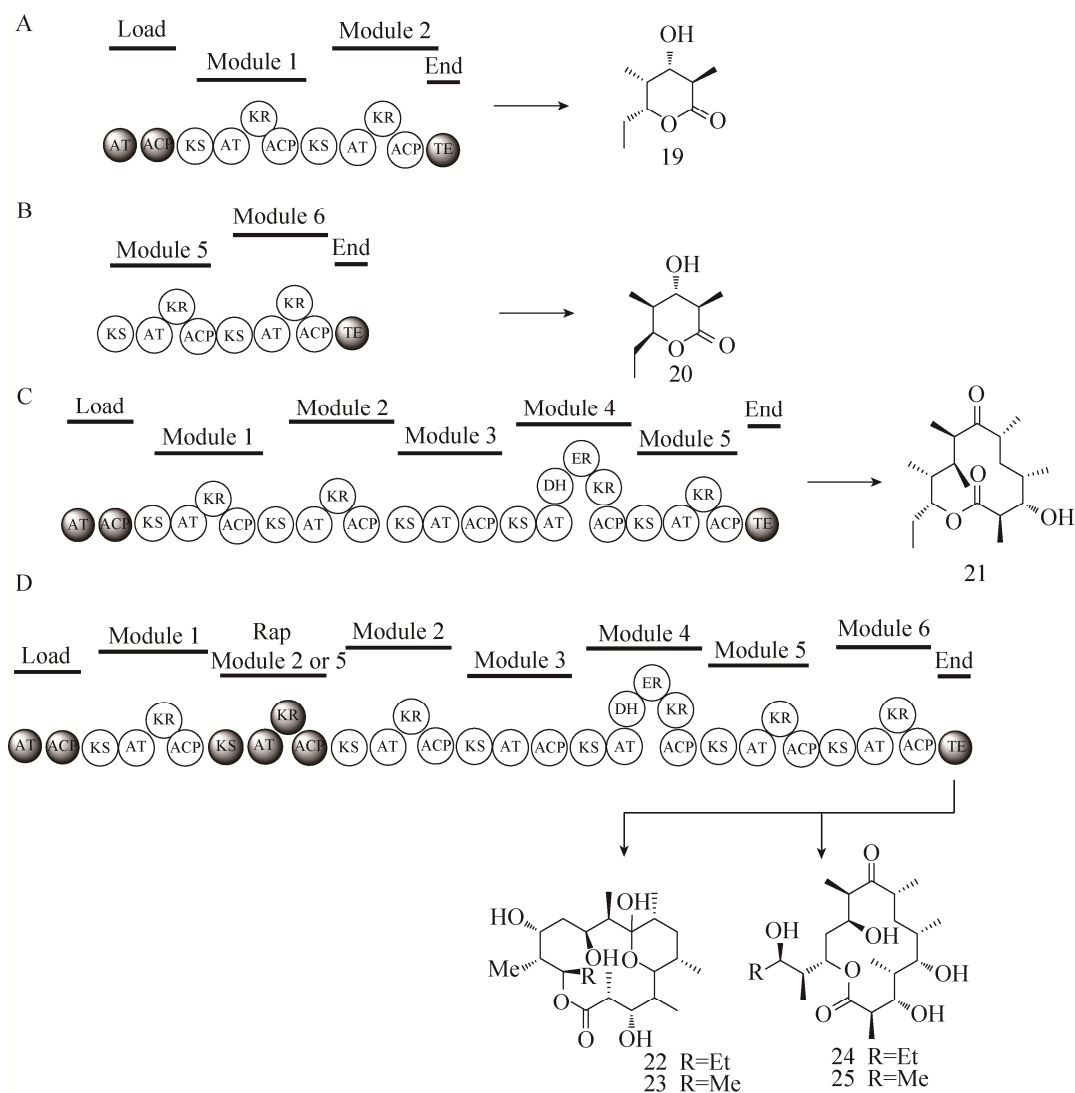 A
Load
Module 1
Module 2
End
AT ACP KS AT KR ACP KS AT KR ACP TE
OH
O
O
19
B
Module 5
Module 6
End
KS AT KR ACP KS AT KR ACP TE
OH
O
O
20
C
Load
Module 1
Module 2
Module 3
Module 4
Module 5
End
AT ACP KS AT KR ACP KS AT KR ACP KS AT ACP KS AT DH ER KR ACP KS AT KR ACP TE
O
O
O
OH
21
D
Load
Module 1
Rap
Module 2 or 5
Module 2
Module 3
Module 4
Module 5
Module 6
End
AT ACP KS AT KR ACP KS AT KR ACP KS AT KR ACP KS AT ACP KS AT DH ER KR ACP KS AT KR ACP KS AT KR ACP TE
HO
OH
OH
O
Me
R
O
O
OH
22 R=Et
23 R=Me
O
OH
OH
R
O
O
OH
OH
24 R=Et
25 R=Me